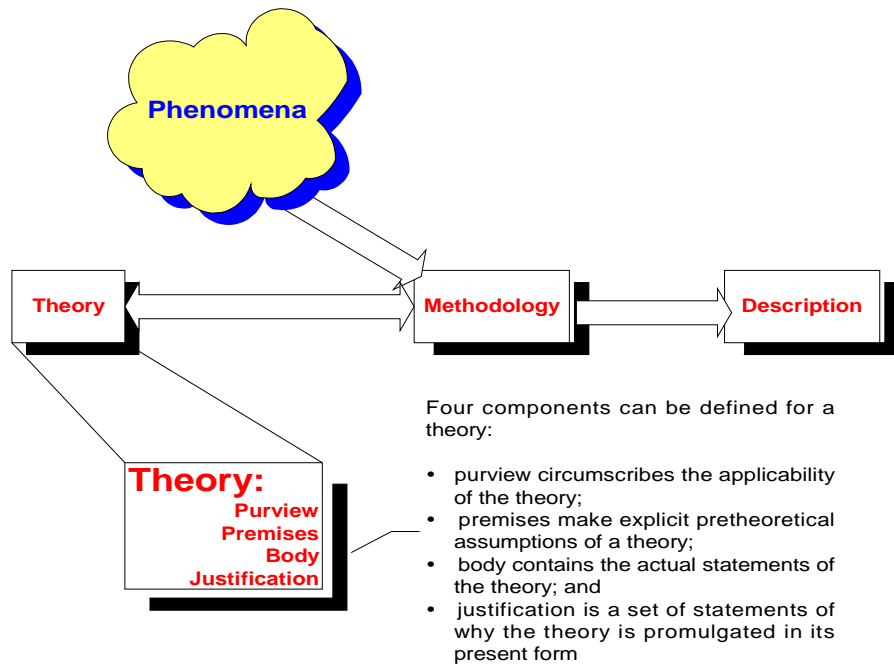 Phenomena
Theory
Methodology
Description
Theory:
Purview
Premises
Body
Justification
Four components can be defined for a
theory:
• purview circumscribes the applicability
of the theory;
• premises make explicit pretheoretical
assumptions of a theory;
• body contains the actual statements of
the theory; and
• justification is a set of statements of
why the theory is promulgated in its
present form